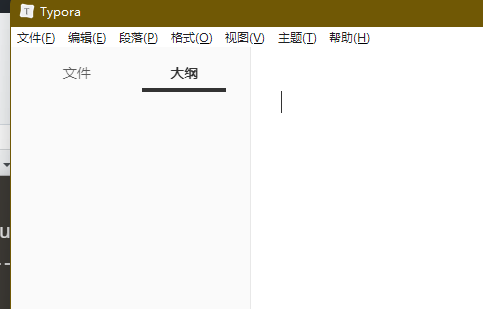 T Typora
文件(F) 编辑(E) 段落(P) 格式(O) 视图(V) 主题(T) 帮助(H)
文件 大纲
u
--